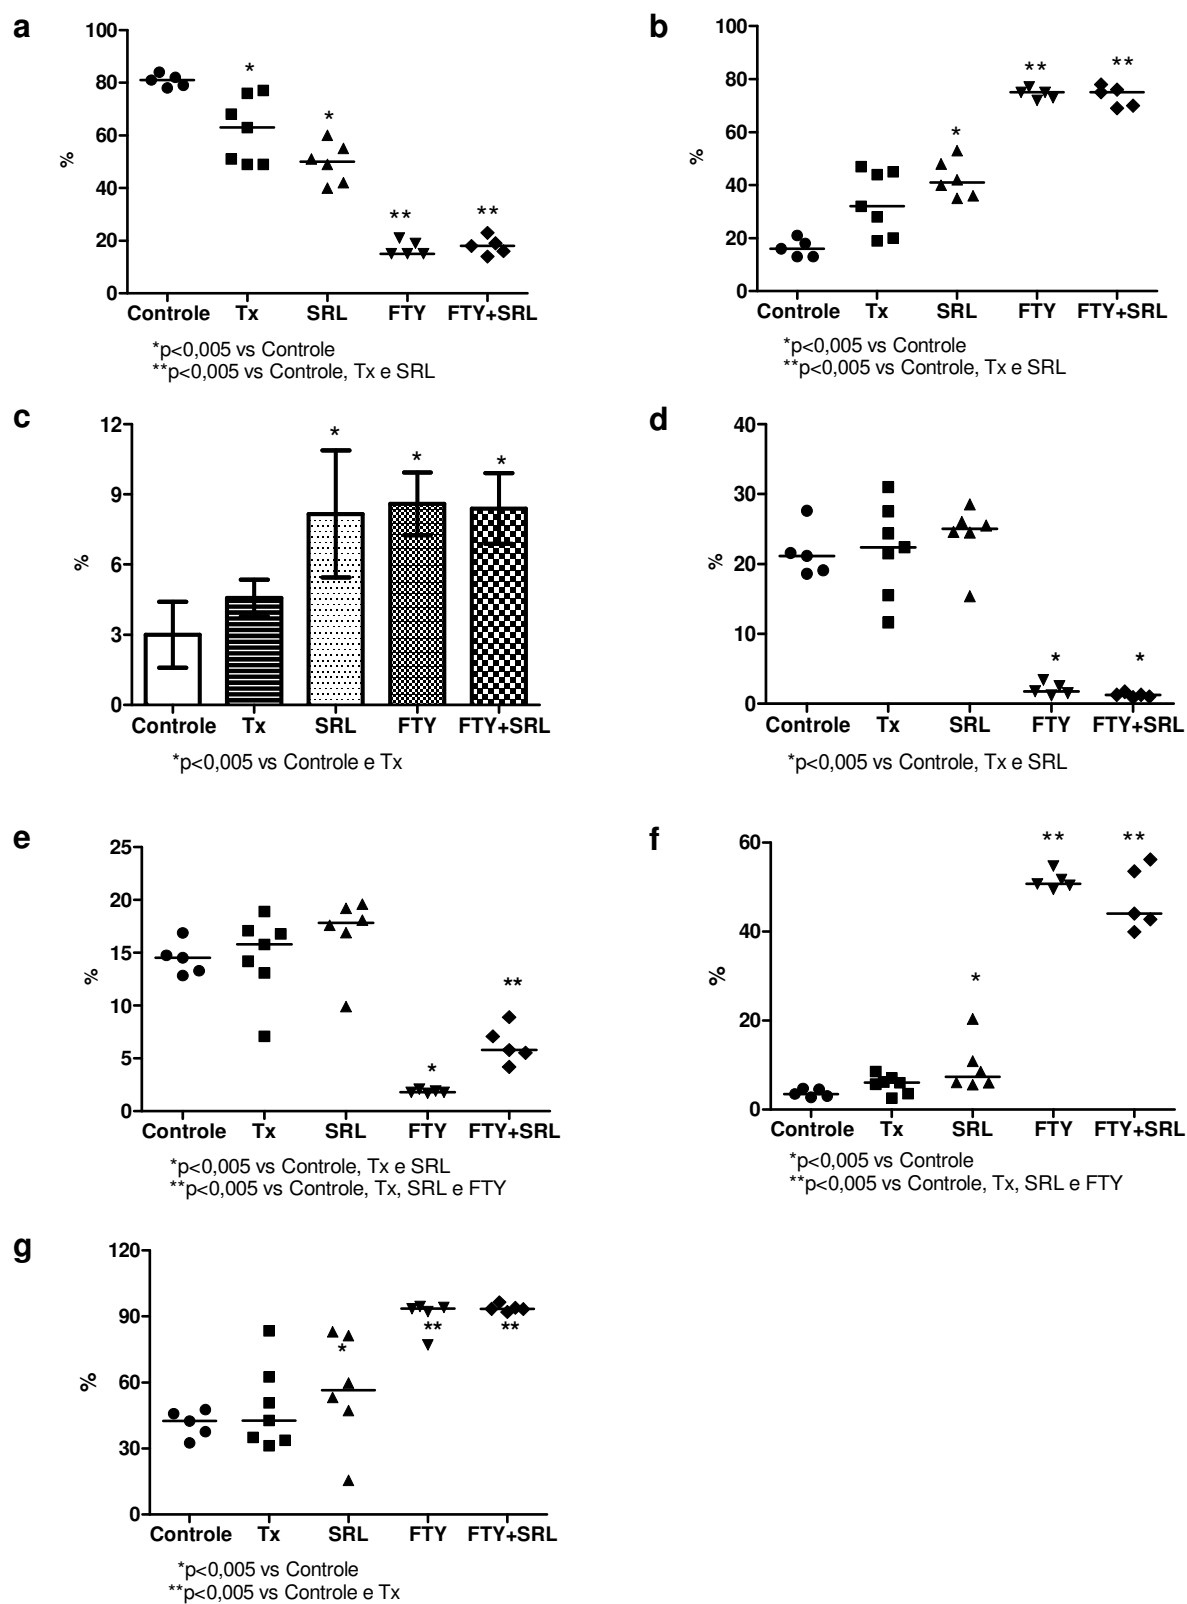 a
100
80
60
40
20
0
%
*
*
**
**
Controle Tx SRL FTY FTY+SRL
*p<0,005 vs Controle
**p<0,005 vs Controle, Tx e SRL
b
100
80
60
40
20
0
%
*
**
**
Controle Tx SRL FTY FTY+SRL
*p<0,005 vs Controle
**p<0,005 vs Controle, Tx e SRL
c
12
9
6
3
0
%
*
*
*
Controle Tx SRL FTY FTY+SRL
*p<0,005 vs Controle e Tx
d
40
30
20
10
0
%
*
*
Controle Tx SRL FTY FTY+SRL
*p<0,005 vs Controle, Tx e SRL
e
25
20
15
10
5
0
%
*
**
Controle Tx SRL FTY FTY+SRL
*p<0,005 vs Controle, Tx e SRL
**p<0,005 vs Controle, Tx, SRL e FTY
f
60
40
20
0
%
*
**
**
Controle Tx SRL FTY FTY+SRL
*p<0,005 vs Controle
**p<0,005 vs Controle, Tx, SRL e FTY
g
120
90
60
30
0
%
*
**
**
Controle Tx SRL FTY FTY+SRL
*p<0,005 vs Controle
**p<0,005 vs Controle e Tx